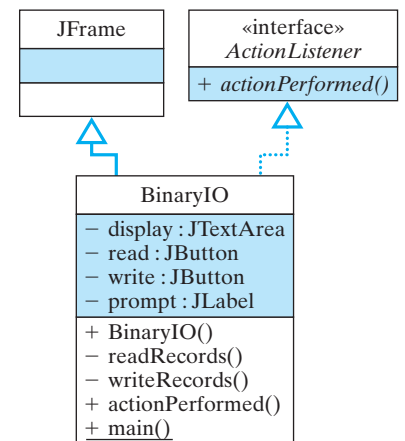 JFrame
«interface»
ActionListener
+ actionPerformed()
BinaryIO
− display : JTextArea
− read : JButton
− write : JButton
− prompt : JLabel
+ BinaryIO()
− readRecords()
− writeRecords()
+ actionPerformed()
+ main()